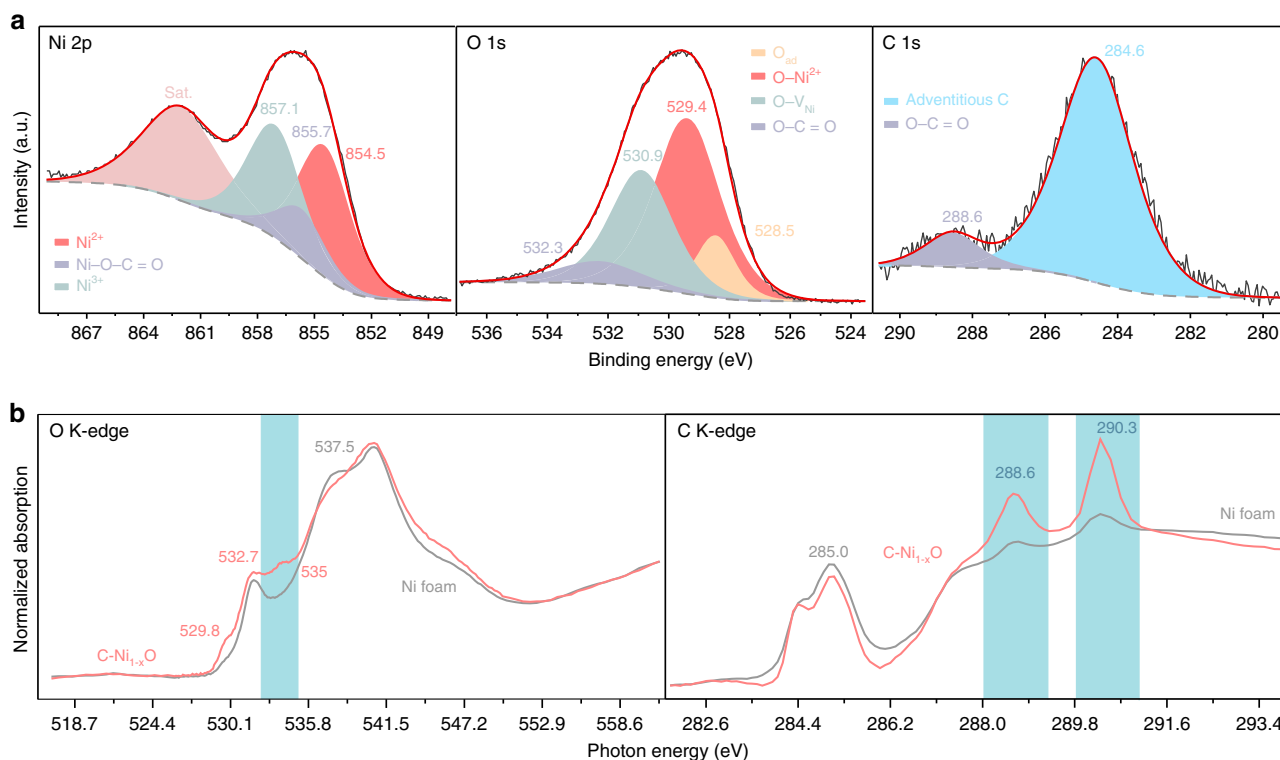 a
Ni 2p
Sat.
857.1
855.7
854.5
Ni²⁺
Ni–O–C = O
Ni³⁺
867 864 861 858 855 852 849
O 1s
O_ad
O–Ni²⁺
O–V_Ni
O–C = O
529.4
530.9
532.3
528.5
536 534 532 530 528 526 524
C 1s
284.6
Adventitious C
O–C = O
288.6
290 288 286 284 282 280
Intensity (a.u.)
Binding energy (eV)
b
O K-edge
537.5
532.7
535
529.8
Ni foam
C-Ni₁₋ₓO
518.7 524.4 530.1 535.8 541.5 547.2 552.9 558.6
C K-edge
290.3
288.6
Ni foam
C-Ni₁₋ₓO
285.0
282.6 284.4 286.2 288.0 289.8 291.6 293.4
Normalized absorption
Photon energy (eV)